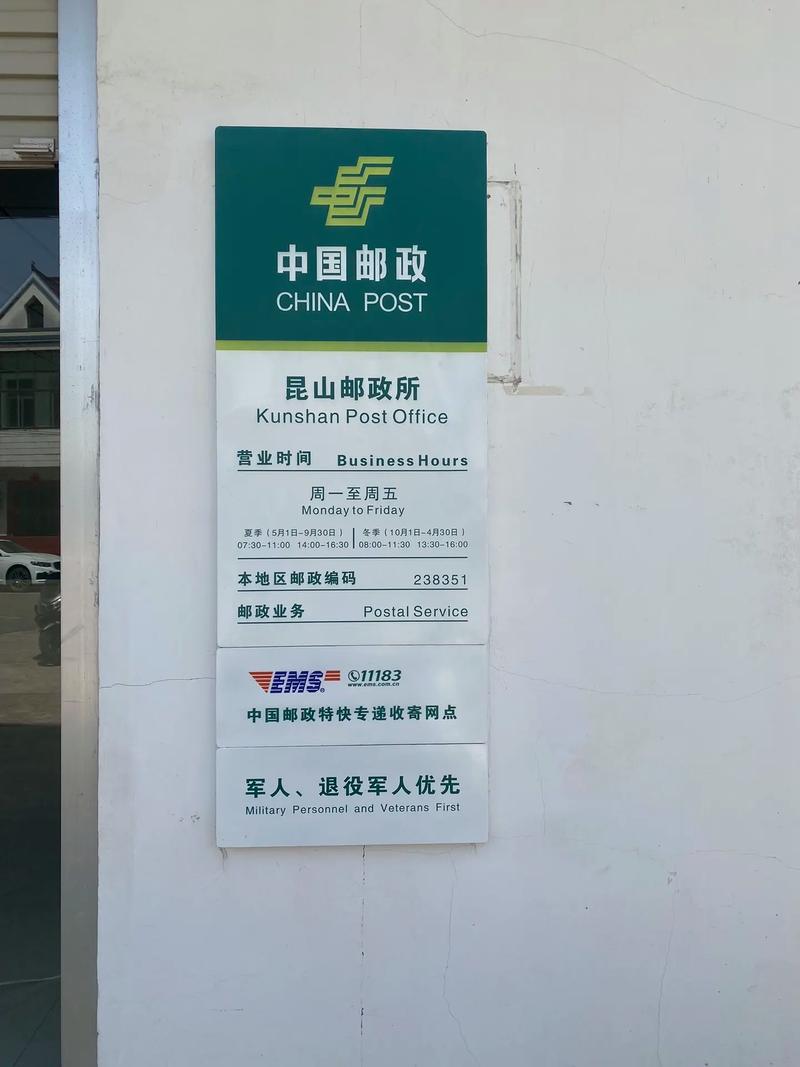 中国邮政
CHINA POST
昆山邮政所
Kunshan Post Office
营业时间 Business Hours
周一至周五
Monday to Friday
夏季（5月1日-9月30日） 冬季（10月1日-4月30日）
07:30-11:00 14:00-16:30 08:00-11:30 13:30-16:00
本地区邮政编码 238351
邮政业务 Postal Service
EMS® 11183
www.ems.com.cn
中国邮政特快专递收寄网点
军人、退役军人优先
Military Personnel and Veterans First